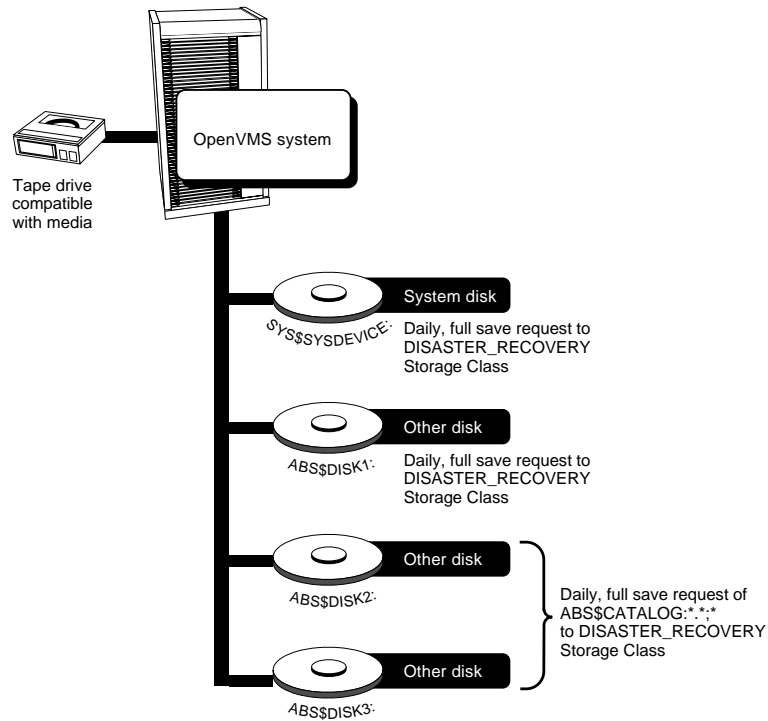 OpenVMS system
Tape drive
compatible
with media
System disk
SYS$SYSDEVICE:
Daily, full save request to
DISASTER_RECOVERY
Storage Class
Other disk
ABS$DISK1:
Daily, full save request to
DISASTER_RECOVERY
Storage Class
Other disk
ABS$DISK2:
Other disk
ABS$DISK3:
Daily, full save request of
ABS$CATALOG:*.*;*
to DISASTER_RECOVERY
Storage Class